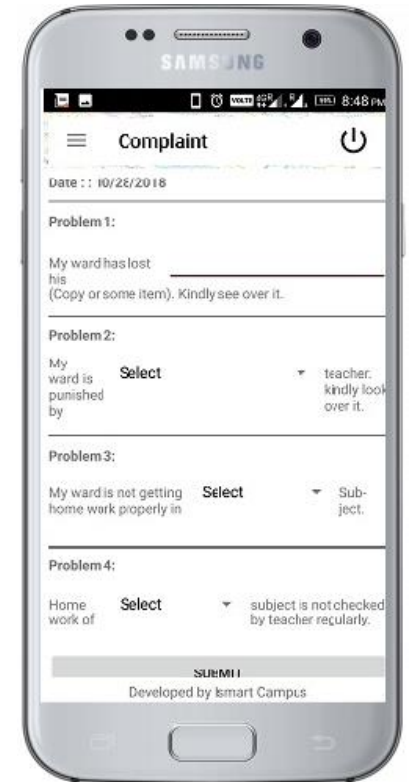 SAMSUNG
VOLTE 4GR R 8:48 PM
Complaint
Date : : 10/28/2018
Problem 1:
My ward has lost
his
(Copy or some item). Kindly see over it.
Problem 2:
My
ward is
punished
by
Select
teacher.
kindly look
over it.
Problem 3:
My ward is not getting
home work properly in
Select
Sub-
ject.
Problem 4:
Home
work of
Select
subject is not checked
by teacher regularly.
SUBMIT
Developed by Ismart Campus